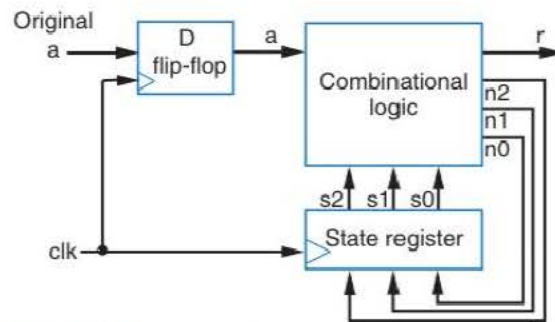 Original
a
D
flip-flop
a
Combinational
logic
r
n2
n1
n0
s2 s1 s0
State register
clk